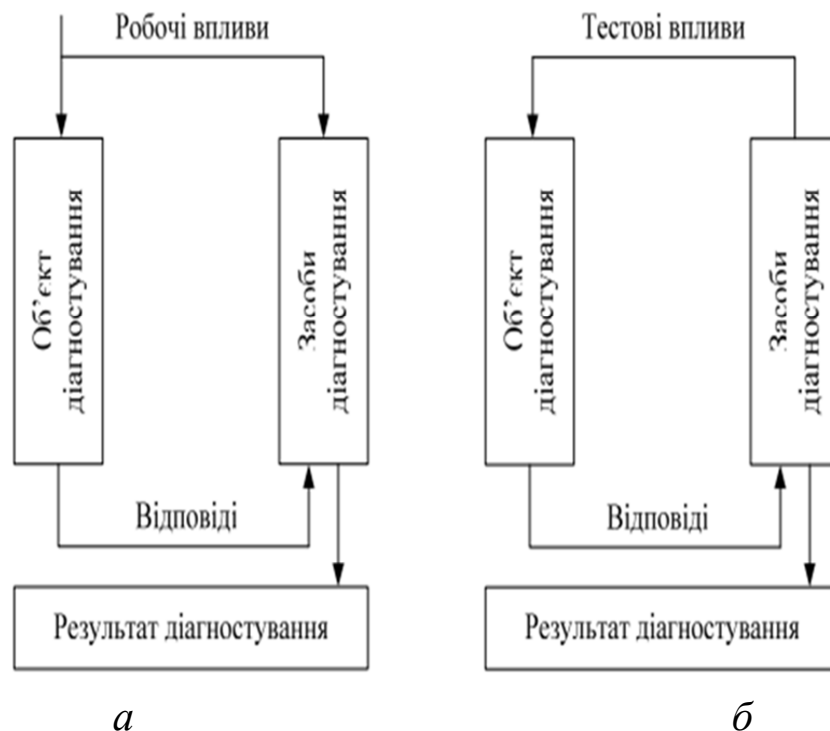 Робочі впливи
Об’єкт
діагностування
Засоби
діагностування
Відповіді
Результат діагностування
а
Тестові впливи
Об’єкт
діагностування
Засоби
діагностування
Відповіді
Результат діагностування
б